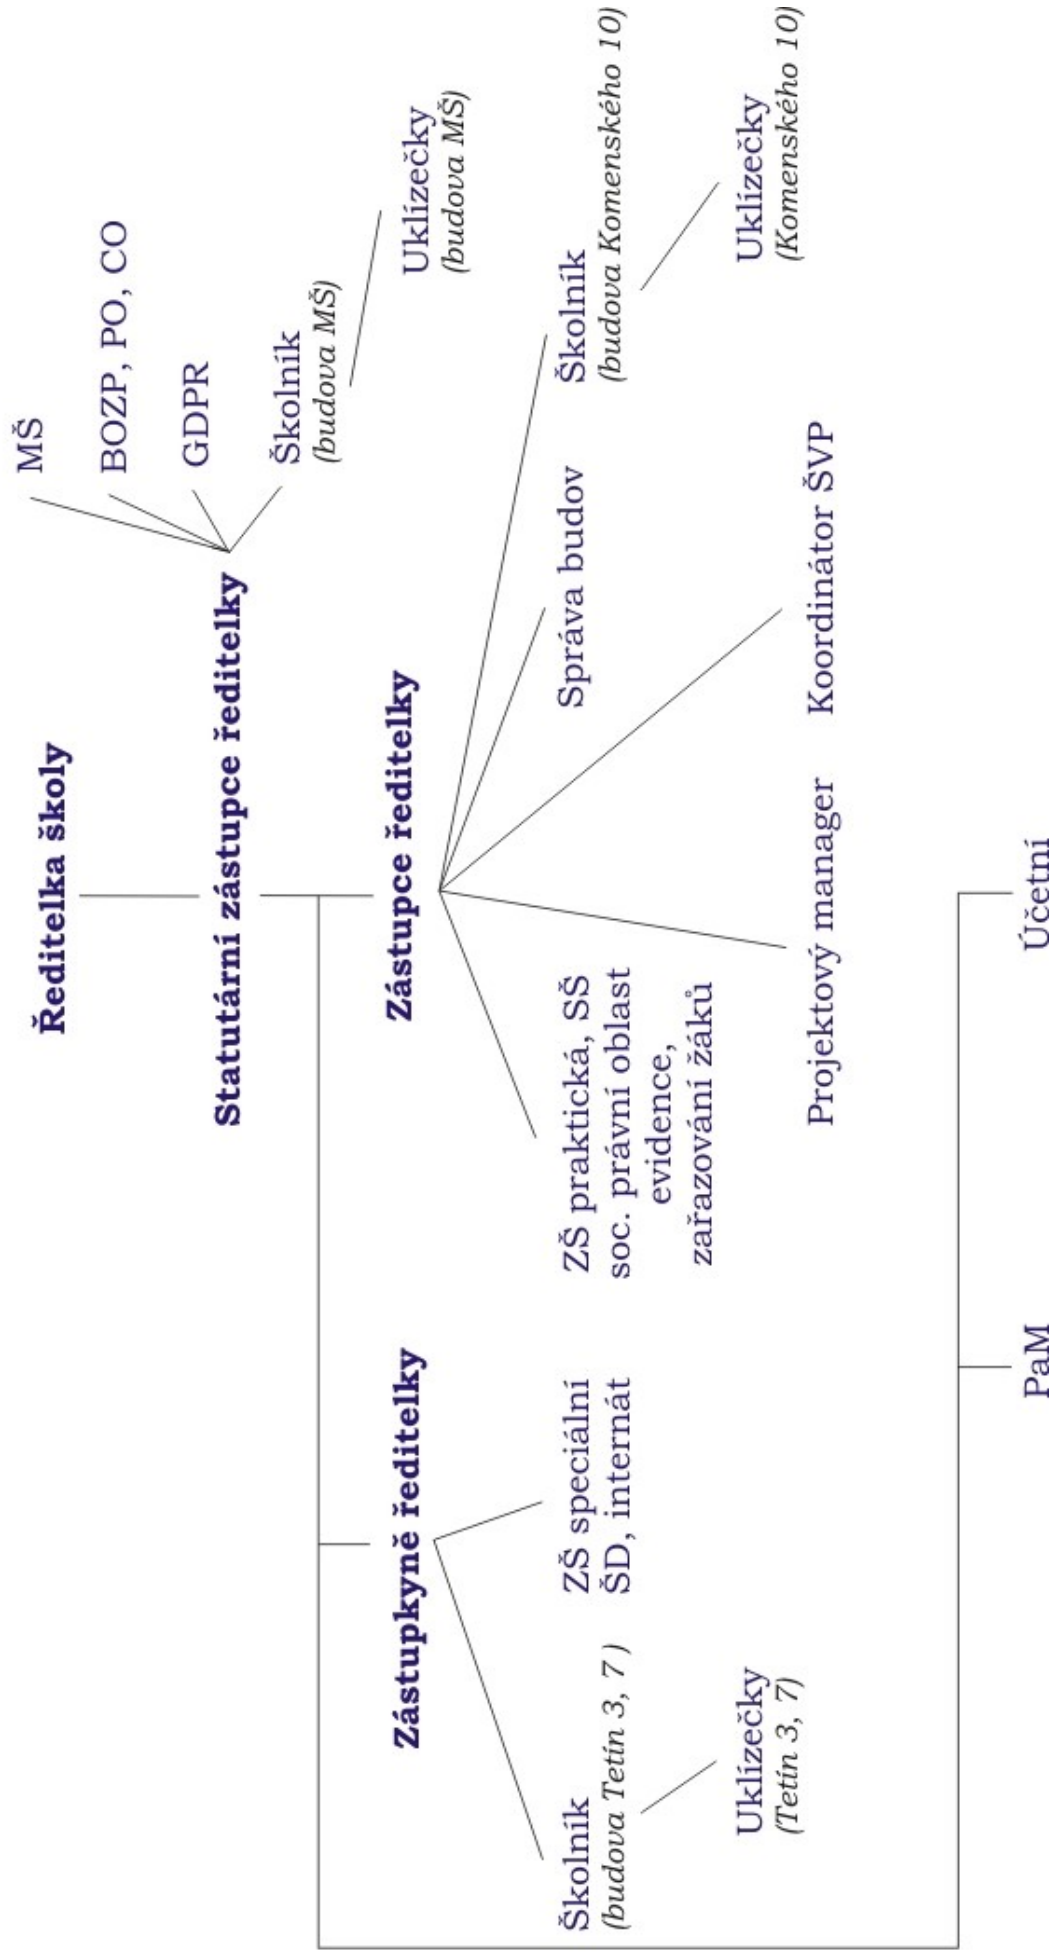 Ředitelka školy
Statutární zástupce ředitelky
MŠ
BOZP, PO, CO
GDPR
Školník
(budova MŠ)
Uklízečky
(budova MŠ)
Zástupkyně ředitelky
Zástupce ředitelky
Školník
(budova Tetín 3, 7 )
ZŠ speciální
ŠD, internát
ZŠ praktická, SŠ
soc. právní oblast
evidence,
zařazování žáků
Správa budov
Školník
(budova Komenského 10)
Uklízečky
(Tetín 3, 7)
Uklízečky
(Komenského 10)
Projektový manager
Koordinátor ŠVP
PaM
Účetní